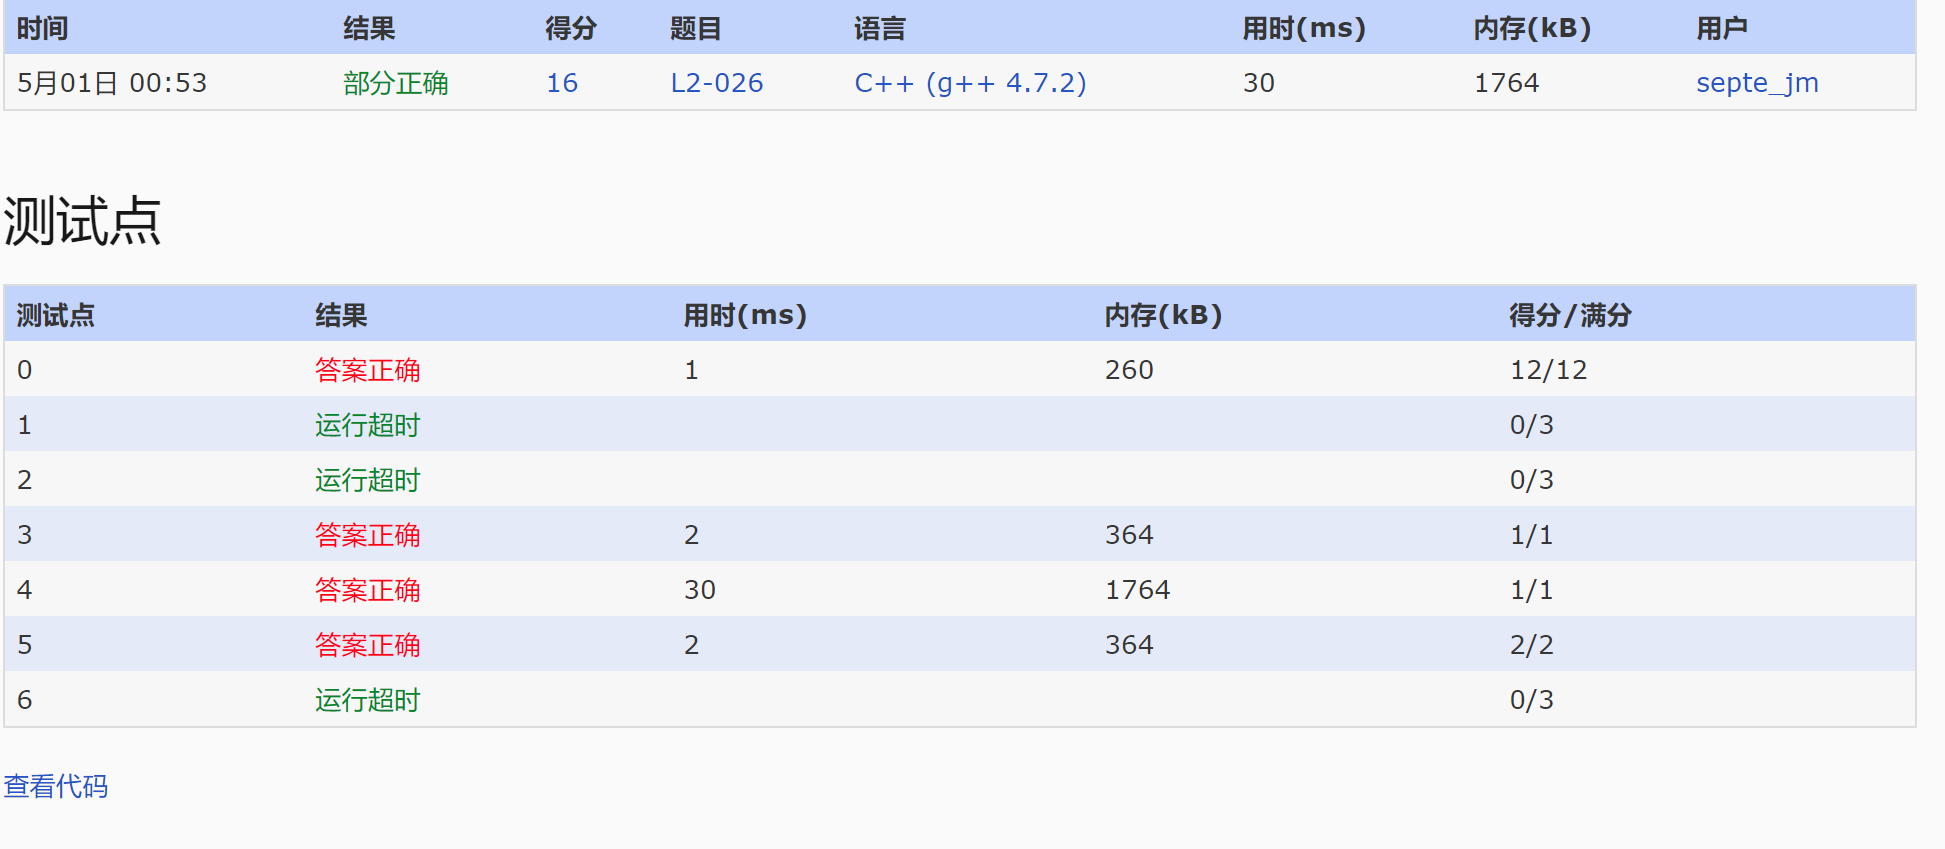 时间 结果 得分 题目 语言 用时(ms) 内存(kB) 用户
5月01日 00:53 部分正确 16 L2-026 C++ (g++ 4.7.2) 30 1764 septe_jm
测试点
测试点 结果 用时(ms) 内存(kB) 得分/满分
0 答案正确 1 260 12/12
1 运行超时 0/3
2 运行超时 0/3
3 答案正确 2 364 1/1
4 答案正确 30 1764 1/1
5 答案正确 2 364 2/2
6 运行超时 0/3
查看代码